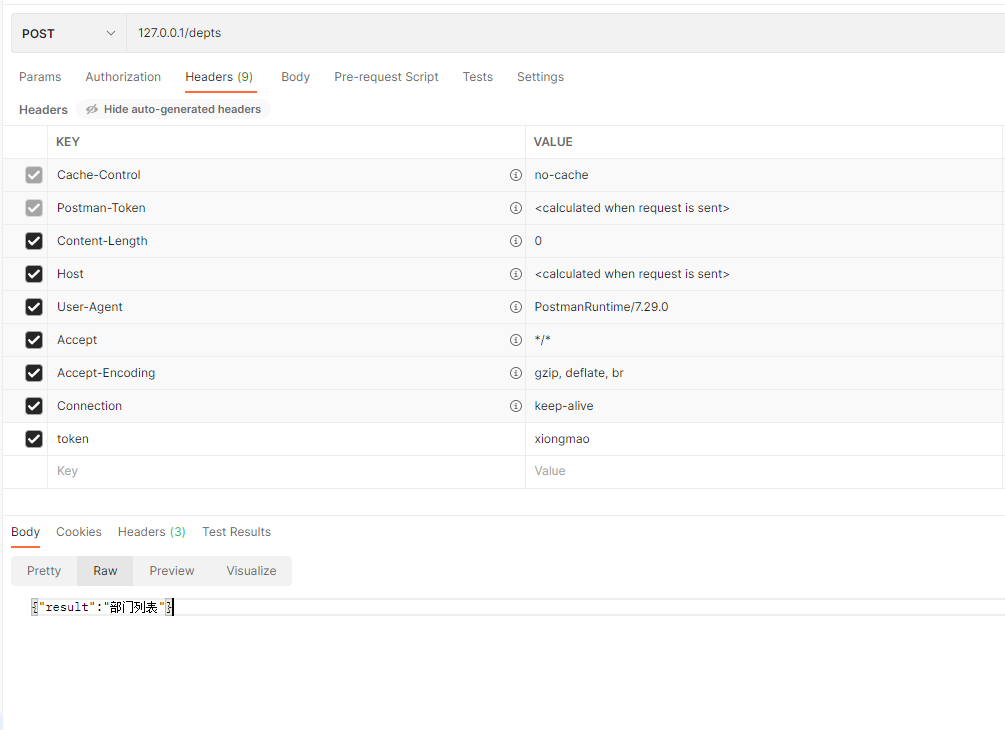 POST 127.0.0.1/depts
Params Authorization Headers (9) Body Pre-request Script Tests Settings
Headers Hide auto-generated headers
KEY VALUE
Cache-Control no-cache
Postman-Token <calculated when request is sent>
Content-Length 0
Host <calculated when request is sent>
User-Agent PostmanRuntime/7.29.0
Accept */*
Accept-Encoding gzip, deflate, br
Connection keep-alive
token xiongmao
Key Value
Body Cookies Headers (3) Test Results
Pretty Raw Preview Visualize
{"result":"部门列表"}